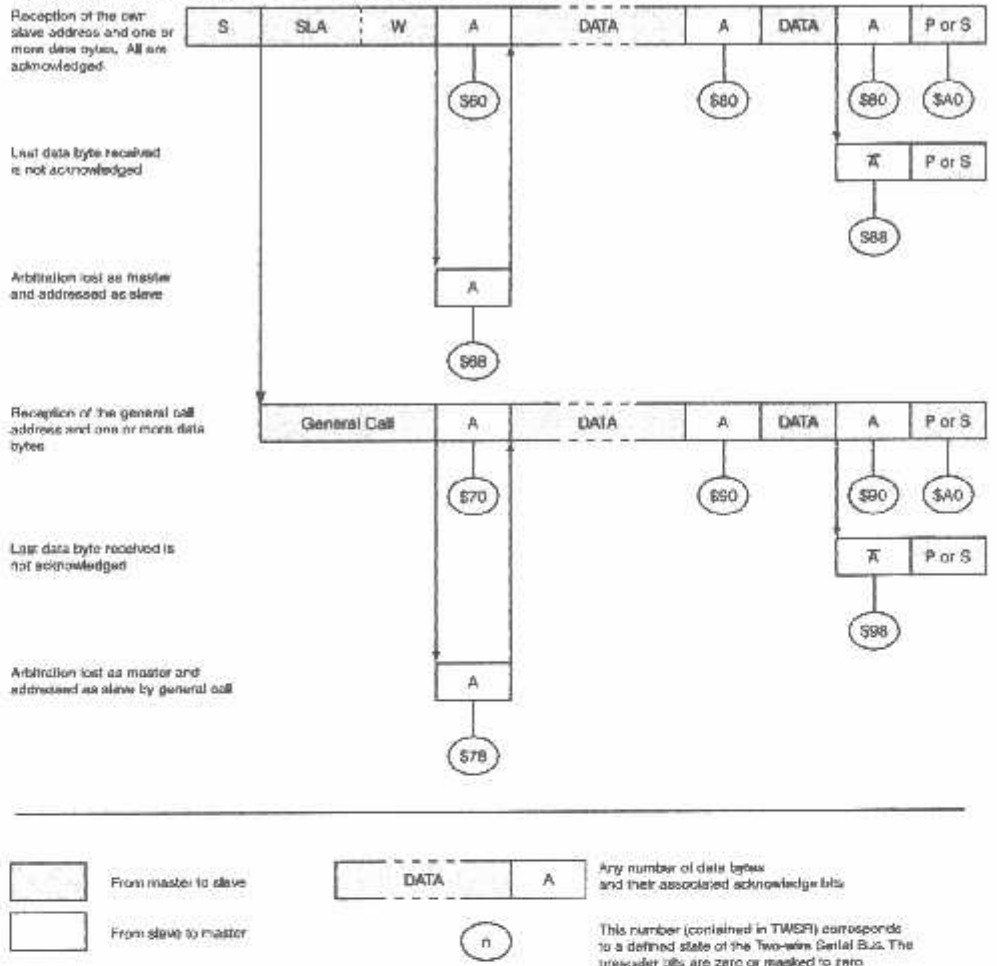 Reception of the own
slave address and one or
more data bytes. All are
acknowledged
S SLA W A DATA A DATA A P or S
$60 $80 $80 $A0
Last data byte received
is not acknowledged
A̅ P or S
$88
Arbitration lost as master
and addressed as slave
A
$68
Reception of the general call
address and one or more data
bytes
General Call A DATA A DATA A P or S
$70 $90 $90 $A0
Last data byte received is
not acknowledged
A̅ P or S
$98
Arbitration lost as master and
addressed as slave by general call
A
$78
From master to slave
DATA A
Any number of data bytes
and their associated acknowledge bits
From slave to master
n
This number (contained in TWSR) corresponds
to a defined state of the Two-wire Serial Bus. The
prescaler bits are zero or masked to zero